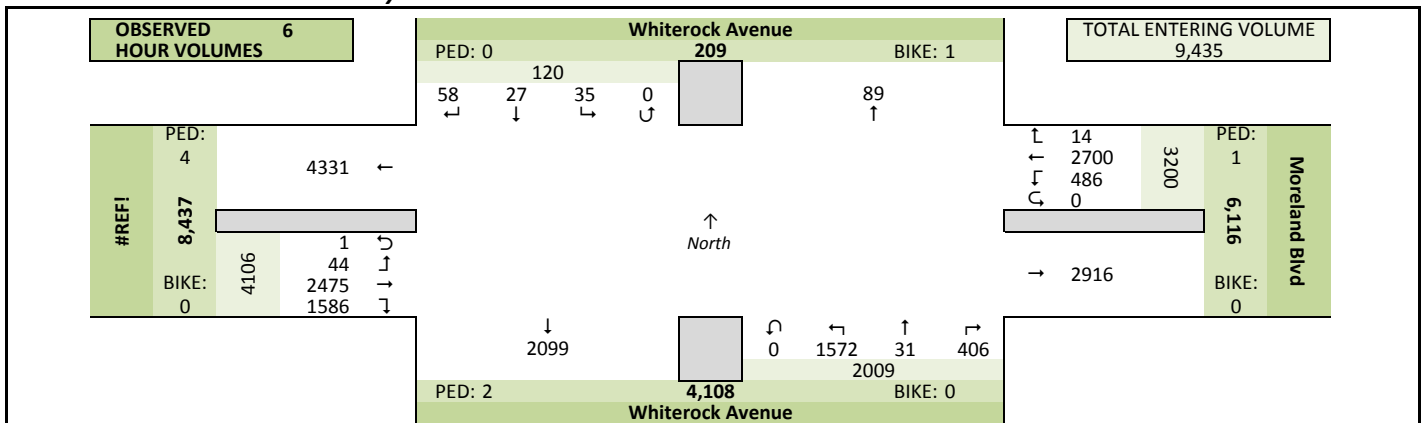 OBSERVED 6
HOUR VOLUMES
Whiterock Avenue
TOTAL ENTERING VOLUME
9,435
PED: 0 209 BIKE: 1
120
58 27 35 0 89
↵ ↓ ↳ ↺ ↑
PED:
4
4331 ←
#REF!
8,437
4106
BIKE:
0
1
44
2475 →
1586
↑
North
14
← 2700
486
0
3200
PED:
1
6,116
BIKE:
0
Moreland Blvd
→ 2916
↓
2099
↑
0 1572 31 406
2009
PED: 2 4,108 BIKE: 0
Whiterock Avenue